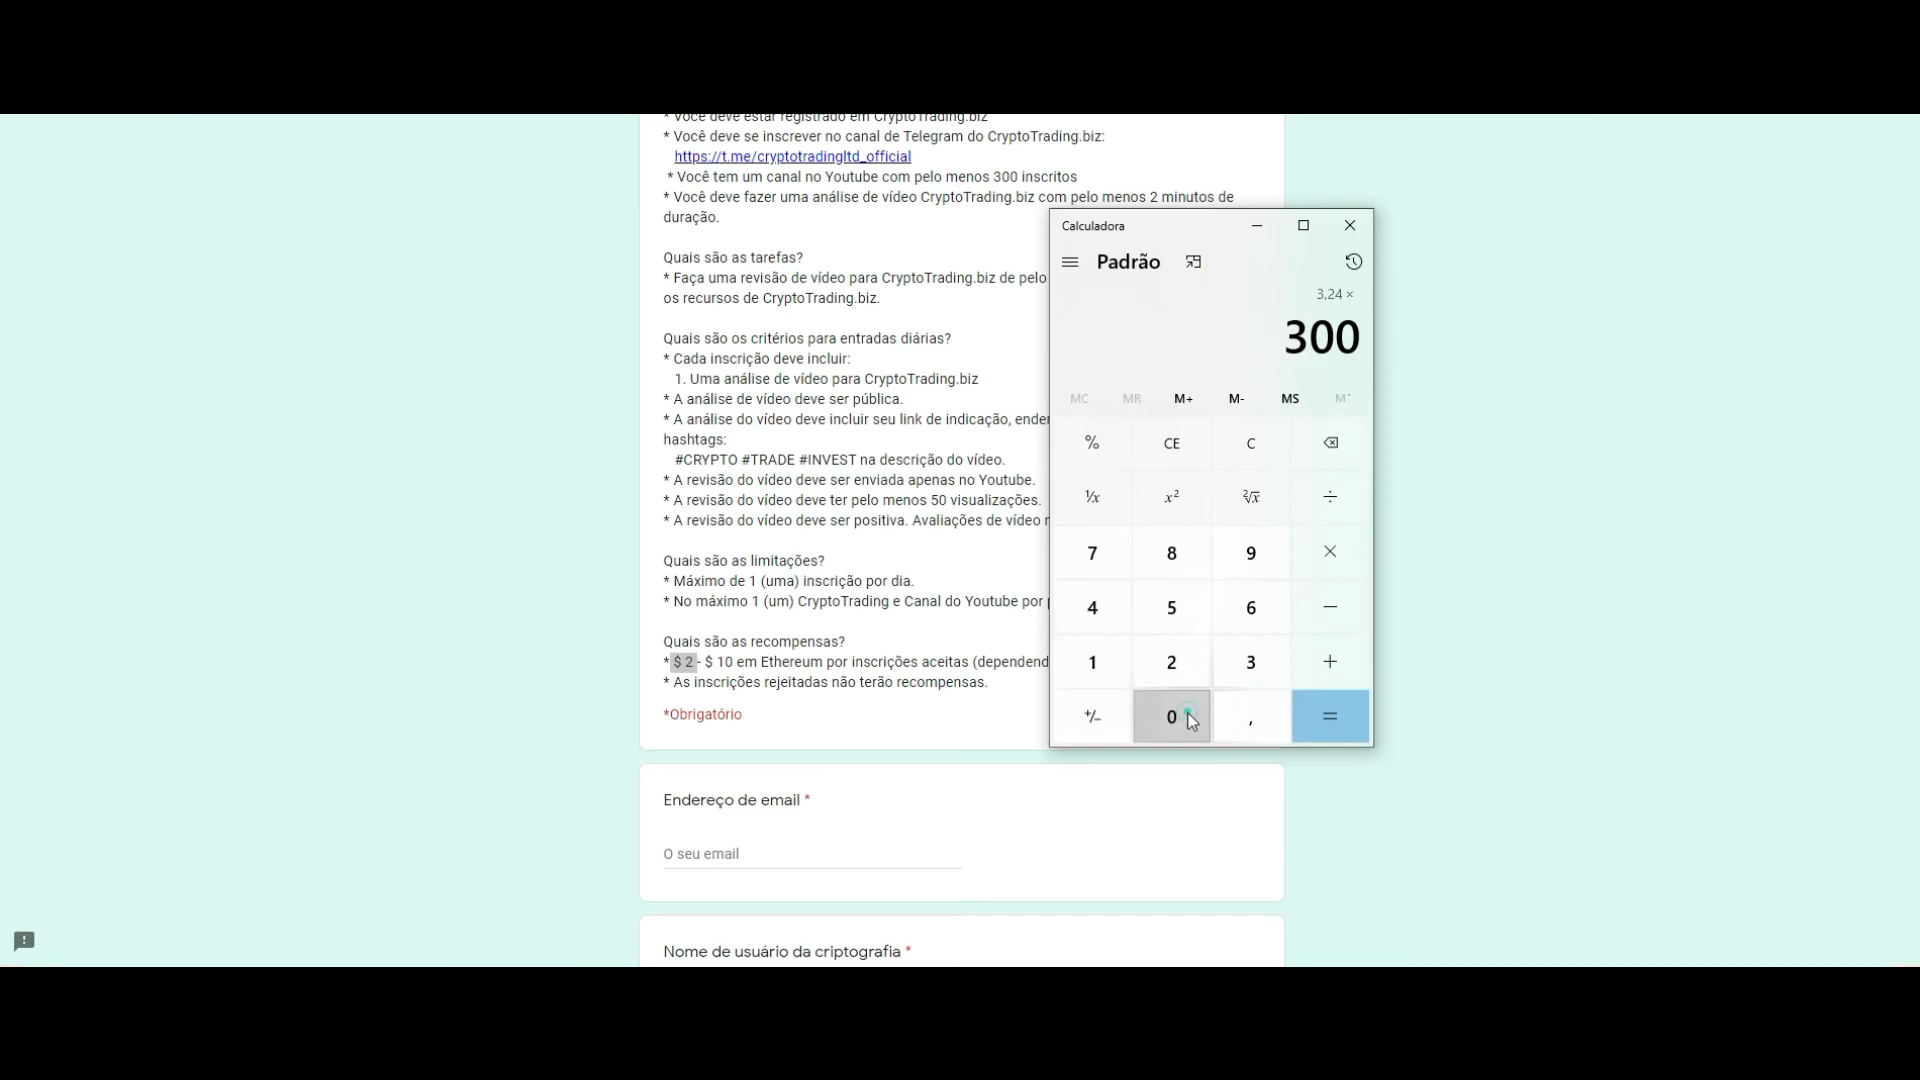 * Você deve estar registrado em CryptoTrading.biz
* Você deve se inscrever no canal de Telegram do CryptoTrading.biz:
https://t.me/cryptotradingltd_official
* Você tem um canal no Youtube com pelo menos 300 inscritos
* Você deve fazer uma análise de vídeo CryptoTrading.biz com pelo menos 2 minutos de
duração.
Quais são as tarefas?
* Faça uma revisão de vídeo para CryptoTrading.biz de pelo
os recursos de CryptoTrading.biz.
Quais são os critérios para entradas diárias?
* Cada inscrição deve incluir:
1. Uma análise de vídeo para CryptoTrading.biz
* A análise de vídeo deve ser pública.
* A análise do vídeo deve incluir seu link de indicação,
hashtags:
#CRYPTO #TRADE #INVEST na descrição do vídeo.
* A revisão do vídeo deve ser enviada apenas no Youtube.
* A revisão do vídeo deve ter pelo menos 50 visualizações.
* A revisão do vídeo deve ser positiva. Avaliações de vídeo
Quais são as limitações?
* Máximo de 1 (uma) inscrição por dia.
* No máximo 1 (um) CryptoTrading e Canal do Youtube por
Quais são as recompensas?
* $ 2 - $ 10 em Ethereum por inscrições aceitas
* As inscrições rejeitadas não terão recompensas.
*Obrigatório
Endereço de email *
O seu email
Nome de usuário da criptografia *
Calculadora
Padrão
3,24 ×
300
MC MR M+ M- MS M˅
% CE C
¹/x x² ²√x ÷
7 8 9 ×
4 5 6 −
1 2 3 +
+/− 0 , =